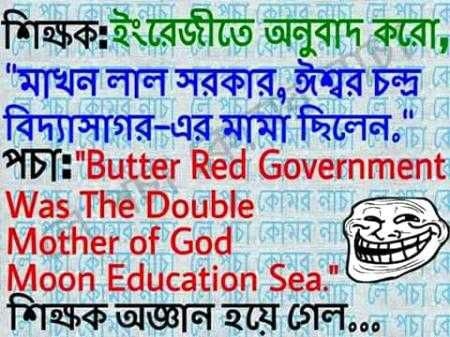 শিক্ষক:ইংরেজীতে অনুবাদ করো,
"মাখন লাল সরকার, ঈশ্বর চন্দ্র
বিদ্যাসাগর-এর মামা ছিলেন."
পচা:"Butter Red Government
Was The Double
Mother of God
Moon Education Sea."
শিক্ষক অজ্ঞান হয়ে গেল...